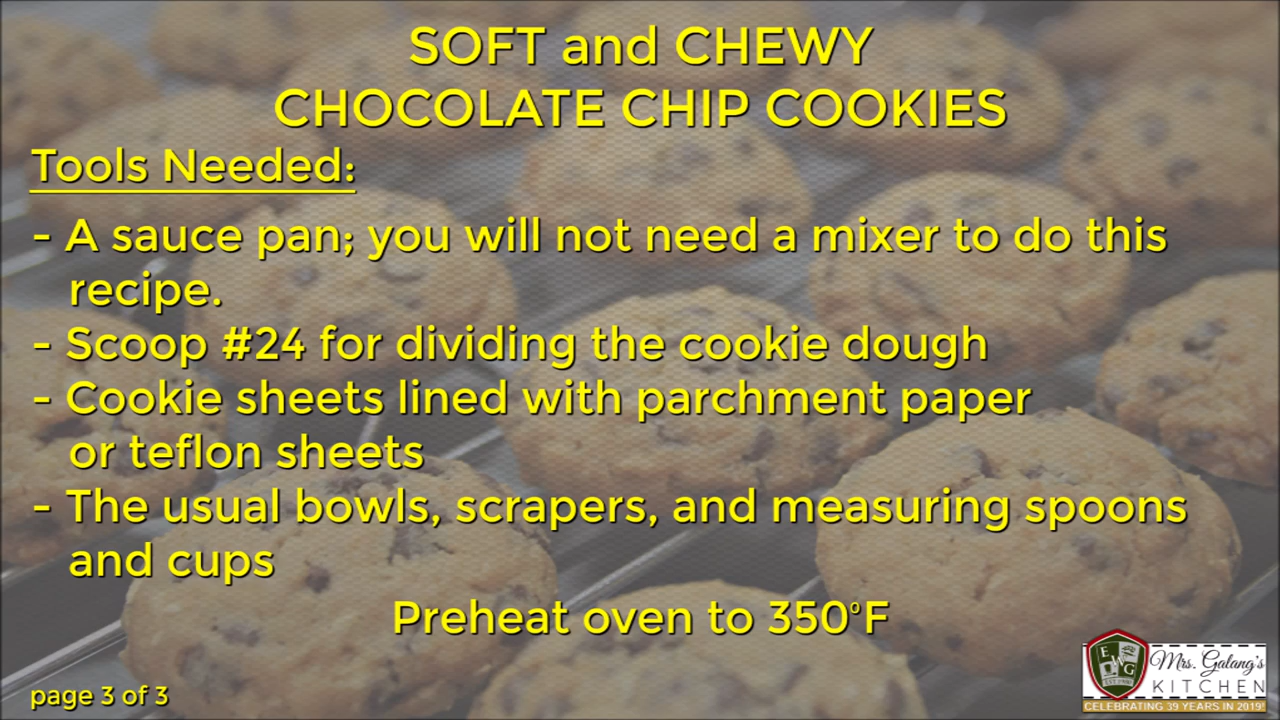 SOFT and CHEWY
CHOCOLATE CHIP COOKIES
Tools Needed:
- A sauce pan; you will not need a mixer to do this
recipe.
- Scoop #24 for dividing the cookie dough
- Cookie sheets lined with parchment paper
or teflon sheets
- The usual bowls, scrapers, and measuring spoons
and cups
Preheat oven to 350°F
page 3 of 3
E
G
Mrs. Galang's
KITCHEN
CELEBRATING 39 YEARS IN 2019!